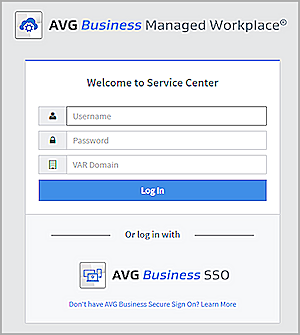 AVG Business Managed Workplace®
Welcome to Service Center
Username
Password
VAR Domain
Log In
Or log in with
AVG Business SSO
Don't have AVG Business Secure Sign On? Learn More